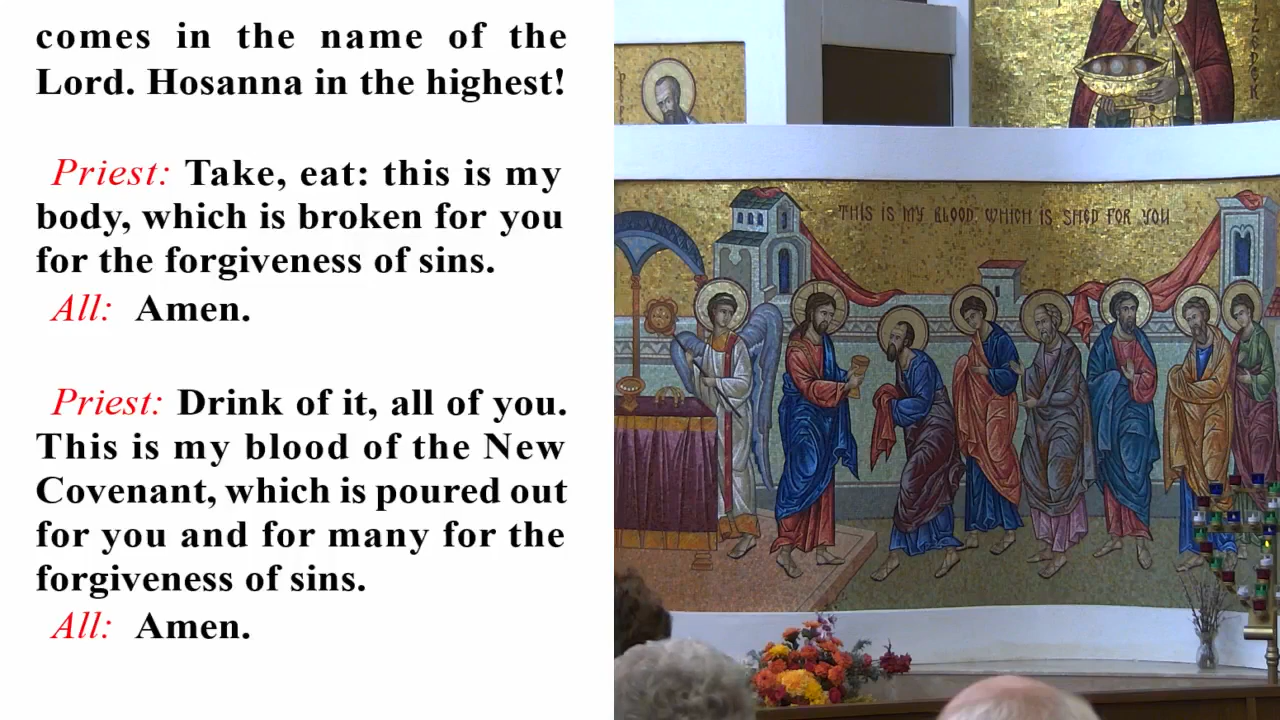 comes in the name of the
Lord. Hosanna in the highest!
Priest: Take, eat: this is my
body, which is broken for you
for the forgiveness of sins.
All: Amen.
Priest: Drink of it, all of you.
This is my blood of the New
Covenant, which is poured out
for you and for many for the
forgiveness of sins.
All: Amen.
THIS IS MY BLOOD WHICH IS SHED FOR YOU